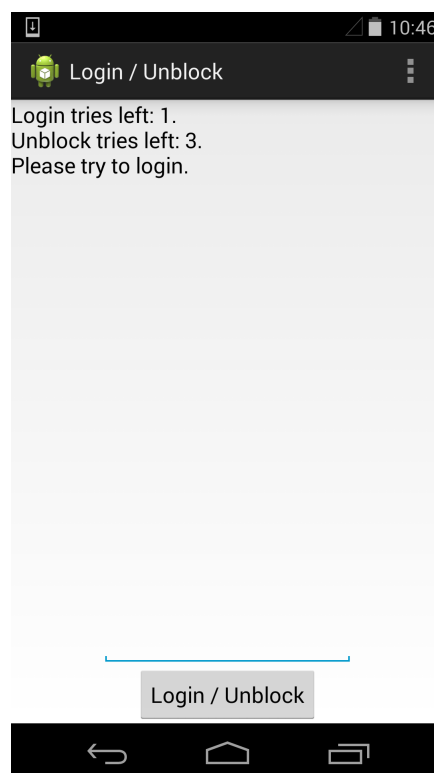 10:46
Login / Unblock
Login tries left: 1.
Unblock tries left: 3.
Please try to login.
Login / Unblock